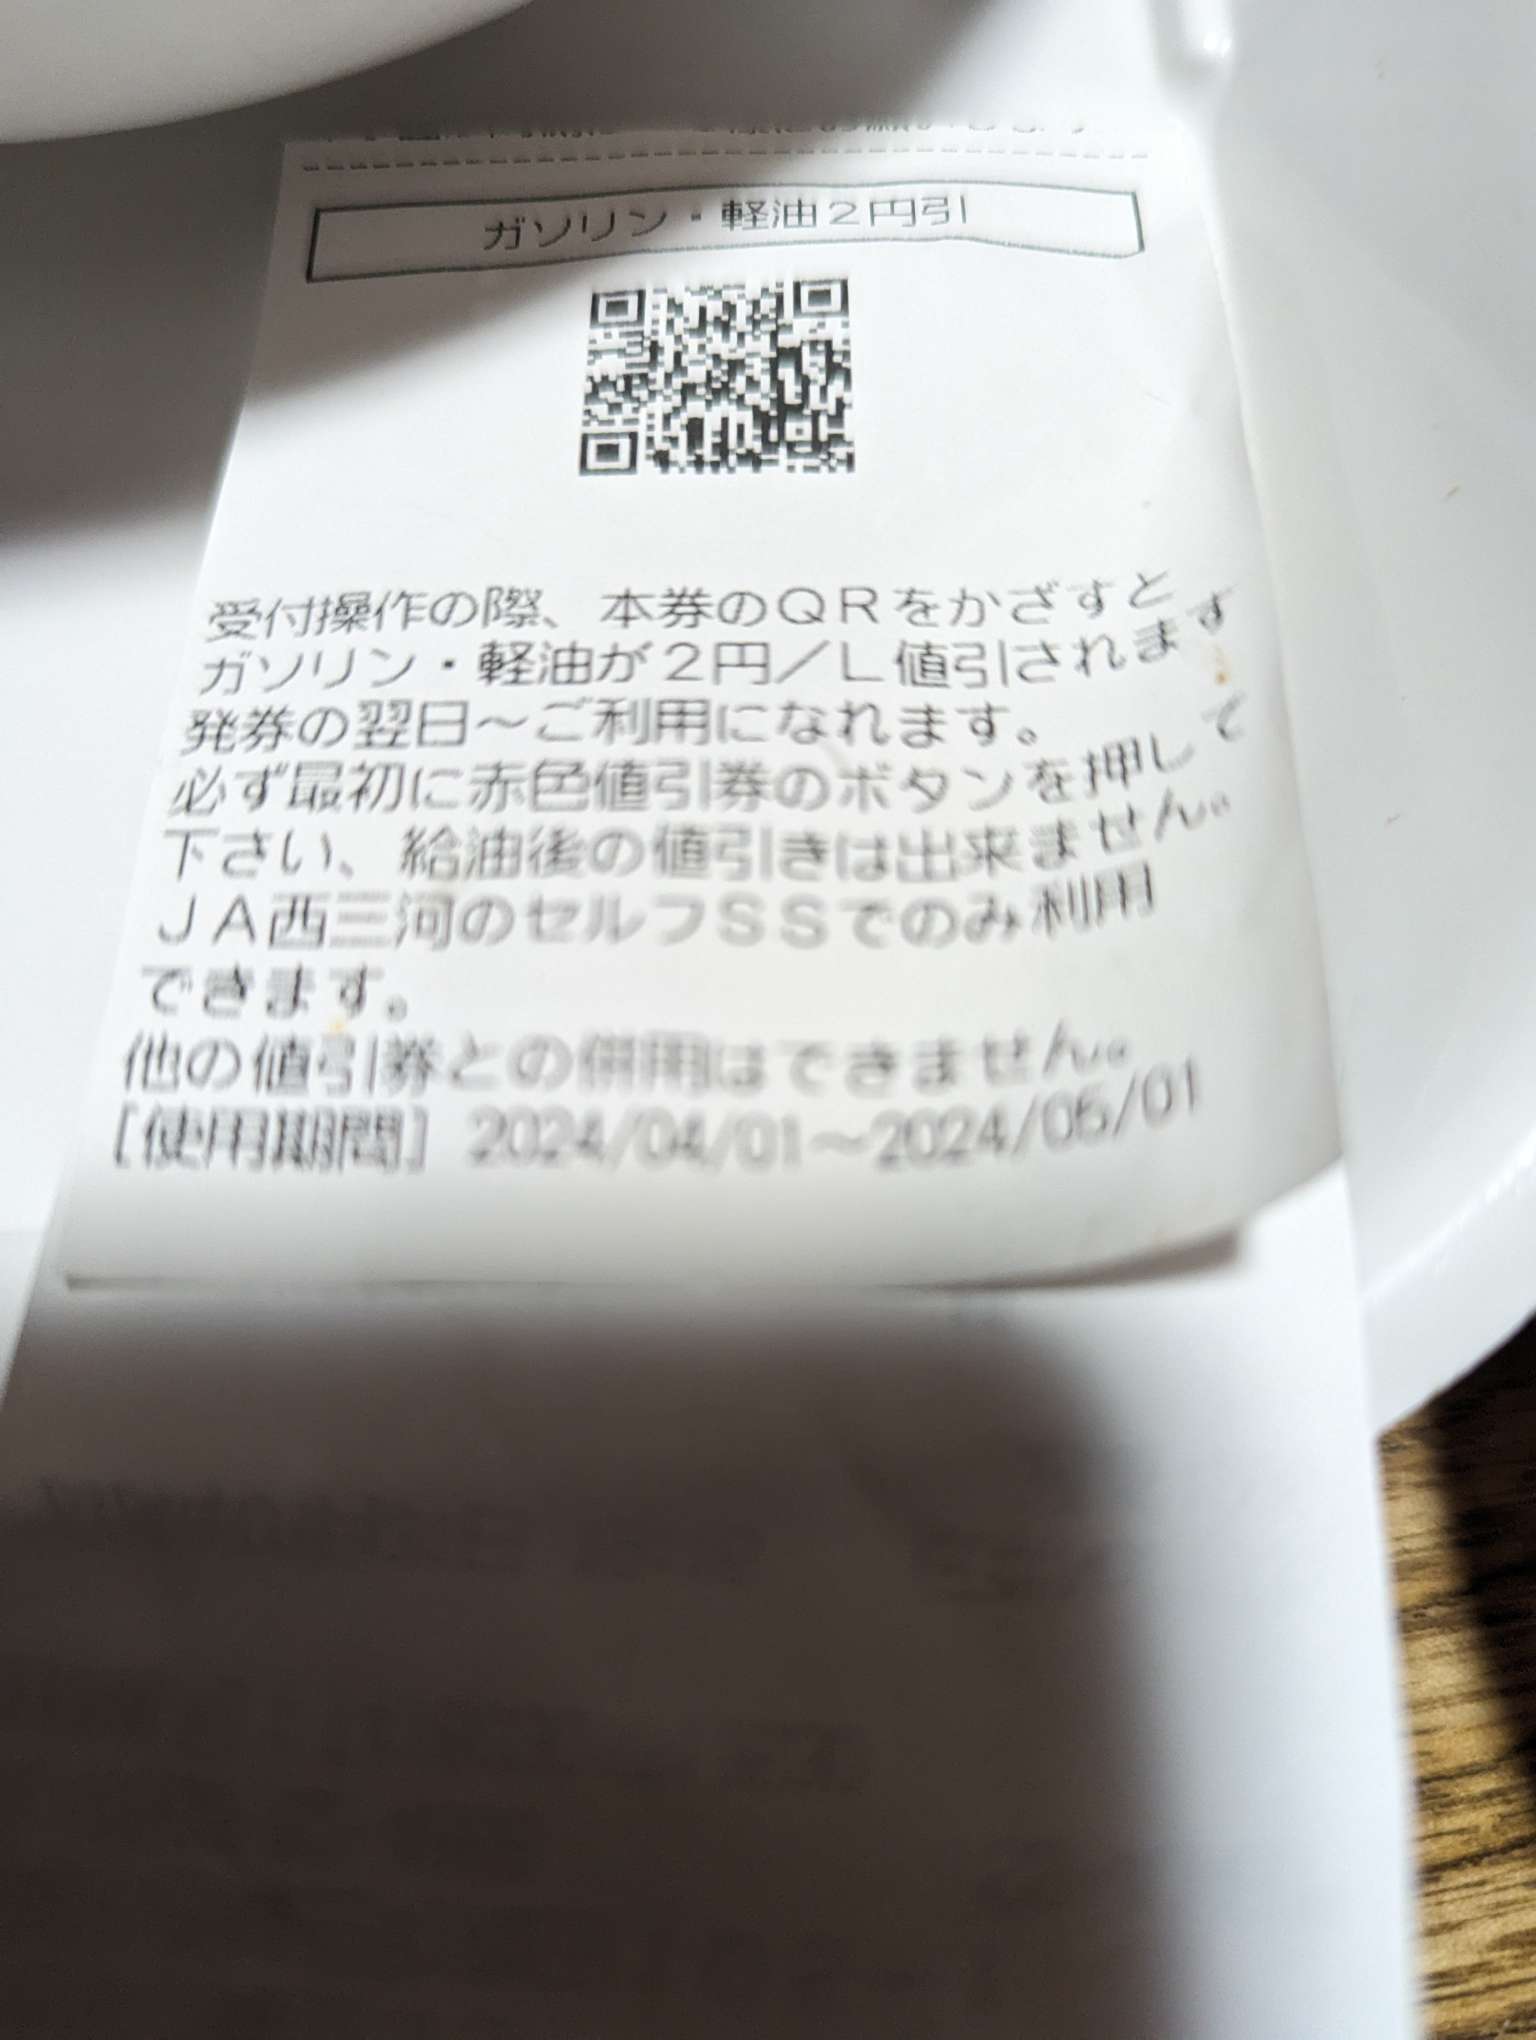 ガソリン・軽油２円引
受付操作の際、本券のＱＲをかざすと
ガソリン・軽油が２円／Ｌ値引されます
発券の翌日～ご利用になれます。
必ず最初に赤色値引券のボタンを押して
下さい、給油後の値引きは出来ません。
ＪＡ西三河のセルフＳＳでのみ利用
できます。
他の値引券との併用はできません。
［使用期間］ 2024/04/01～2024/05/01